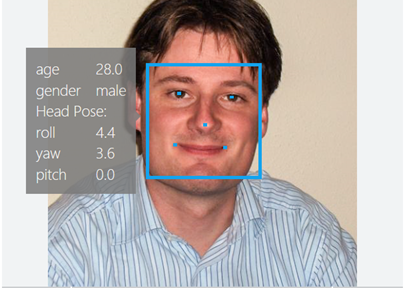 age 28.0
gender male
Head Pose:
roll 4.4
yaw 3.6
pitch 0.0